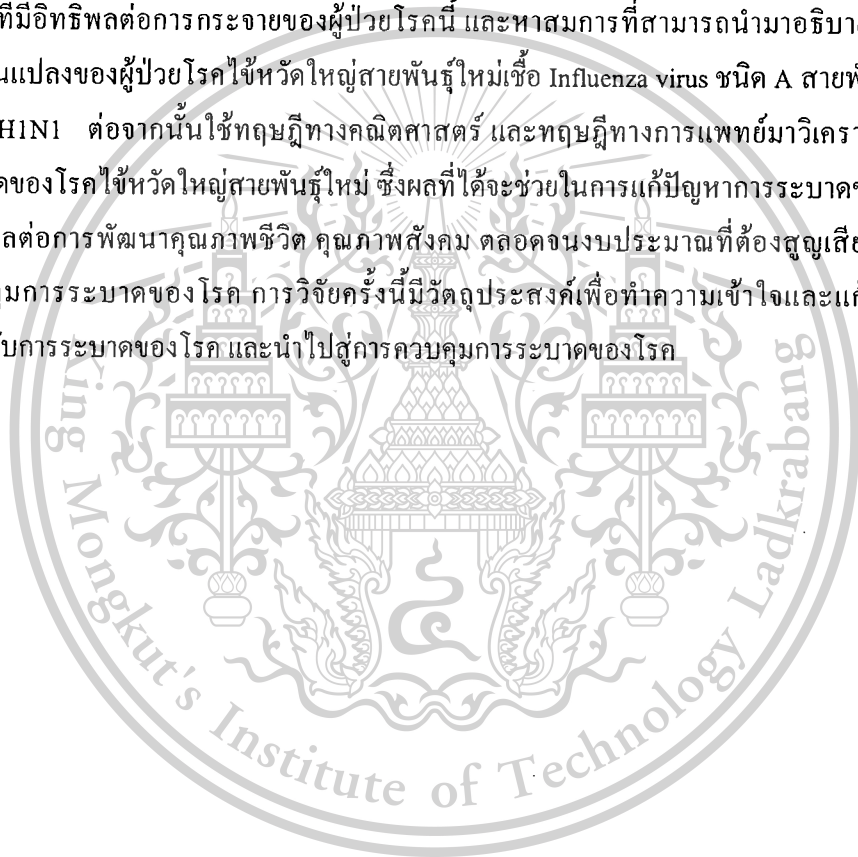 ที่มีอิทธิพลต่อการกระจายของผู้ป่วยโรคนี้ และหาสมการที่สามารถนำมาอธิบา
นแปลงของผู้ป่วยโรคไข้หวัดใหญ่สายพันธุ์ใหม่เชื้อ Influenza virus ชนิด A สายพั
H1N1 ต่อจากนั้นใช้ทฤษฎีทางคณิตศาสตร์ และทฤษฎีทางการแพทย์มาวิเครา
ของโรคไข้หวัดใหญ่สายพันธุ์ใหม่ ซึ่งผลที่ได้จะช่วยในการแก้ปัญหาการระบาด
ลต่อการพัฒนาคุณภาพชีวิต คุณภาพสังคม ตลอดจนงบประมาณที่ต้องสูญเสีย
ุมการระบาดของโรค การวิจัยครั้งนี้มีวัตถุประสงค์เพื่อทำความเข้าใจและแก้
ับการระบาดของโรค และนำไปสู่การควบคุมการระบาดของโรค
King Mongkut's Institute of Technology Ladkrabang